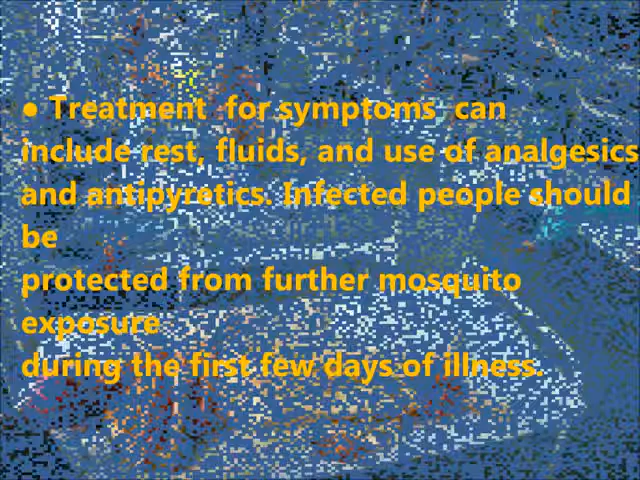 ● Treatment for symptoms can
include rest, fluids, and use of analgesics
and antipyretics. Infected people should
be
protected from further mosquito
exposure
during the first few days of illness.